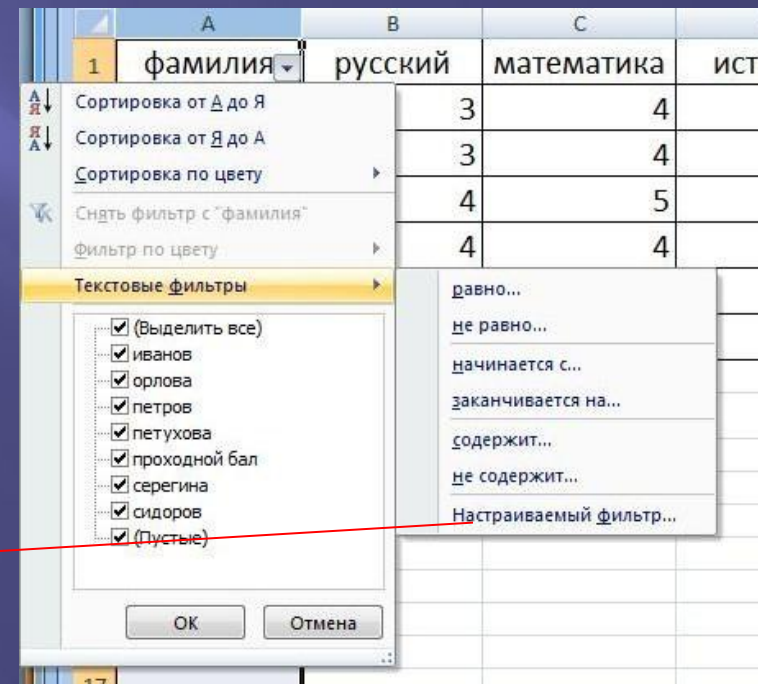 A B C
1 фамилия русский математика ист
Сортировка от А до Я
3 4
Сортировка от Я до А
3 4
Сортировка по цвету
4 5
Снять фильтр с "фамилия"
Фильтр по цвету
4 4
Текстовые фильтры
(Выделить все)
иванов
орлова
петров
петухова
проходной бал
серегина
сидоров
(Пустые)
ОК Отмена
равно...
не равно...
начинается с...
заканчивается на...
содержит...
не содержит...
Настраиваемый фильтр...
17